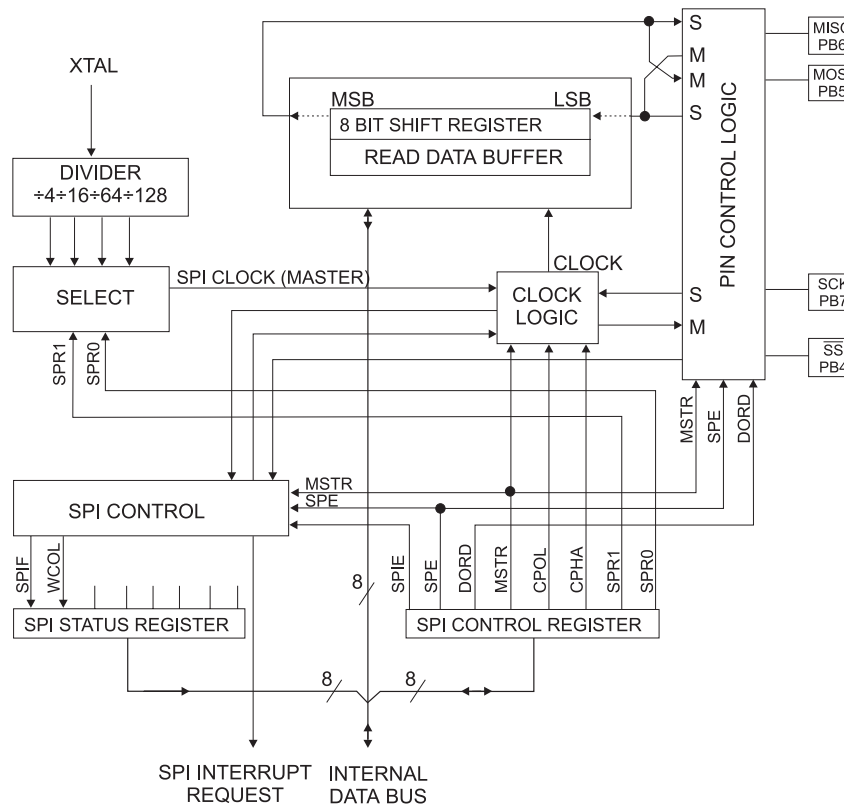 XTAL
DIVIDER
÷4÷16÷64÷128
SELECT
SPI CLOCK (MASTER)
SPR1
SPR0
MSB
LSB
8 BIT SHIFT REGISTER
READ DATA BUFFER
CLOCK
CLOCK
LOGIC
S
M
M
S
S
M
PIN CONTROL LOGIC
MISO
PB6
MOSI
PB5
SCK
PB7
SS
PB4
MSTR
SPE
DORD
SPI CONTROL
MSTR
SPE
SPIF
WCOL
SPIE
SPE
DORD
MSTR
CPOL
CPHA
SPR1
SPR0
8
SPI STATUS REGISTER
SPI CONTROL REGISTER
8
8
SPI INTERRUPT
REQUEST
INTERNAL
DATA BUS